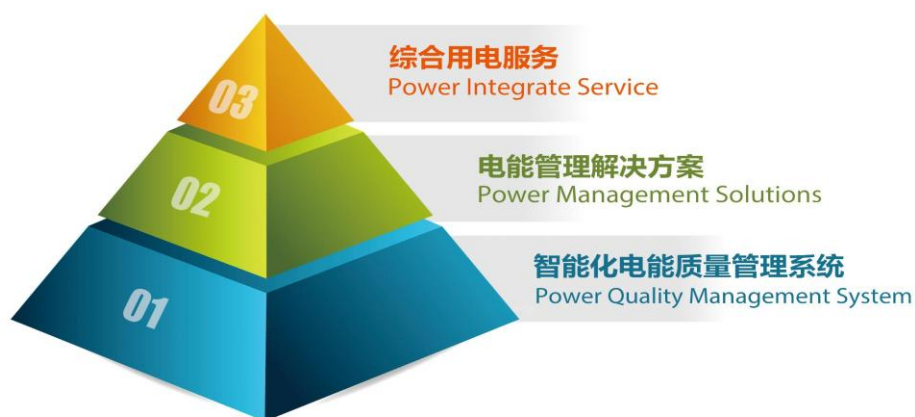 03
综合用电服务
Power Integrate Service
02
电能管理解决方案
Power Management Solutions
01
智能化电能质量管理系统
Power Quality Management System